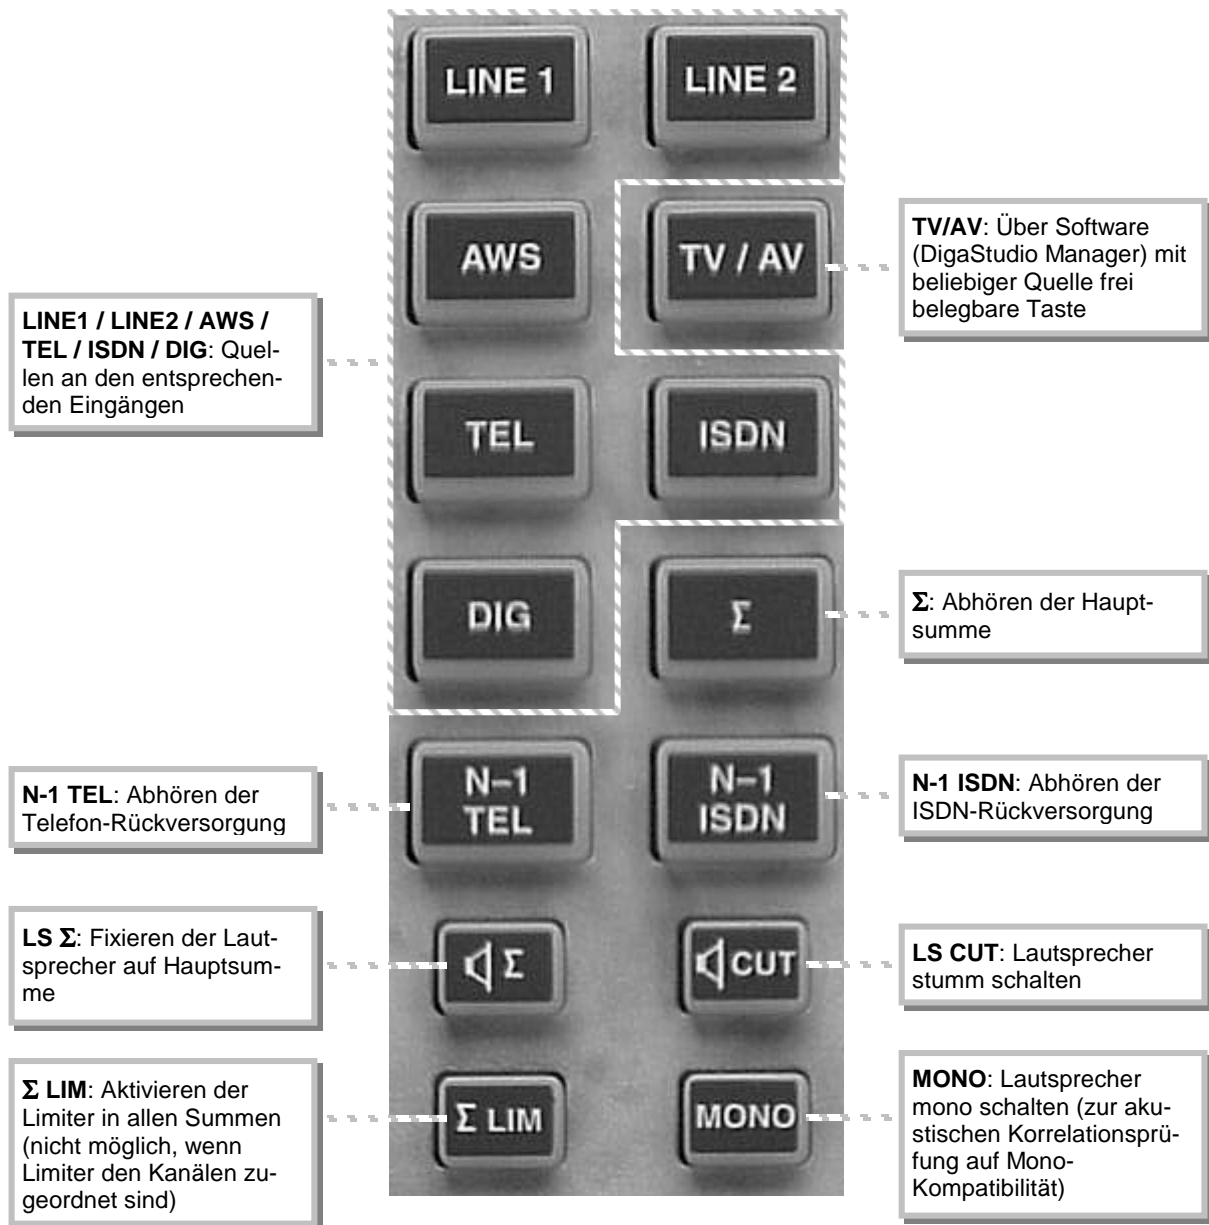 LINE 1
LINE 2
AWS
TV / AV
TV/AV: Über Software
(DigaStudio Manager) mit
beliebiger Quelle frei
belegbare Taste
LINE1 / LINE2 / AWS /
TEL / ISDN / DIG: Quel-
len an den entsprechen-
den Eingängen
TEL
ISDN
DIG
Σ
Σ: Abhören der Haupt-
summe
N-1 TEL: Abhören der
Telefon-Rückversorgung
N–1
TEL
N–1
ISDN
N-1 ISDN: Abhören der
ISDN-Rückversorgung
LS Σ: Fixieren der Laut-
sprecher auf Hauptsum-
me
Σ
CUT
LS CUT: Lautsprecher
stumm schalten
Σ LIM: Aktivieren der
Limiter in allen Summen
(nicht möglich, wenn
Limiter den Kanälen zu-
geordnet sind)
Σ LIM
MONO
MONO: Lautsprecher
mono schalten (zur aku-
stischen Korrelationsprü-
fung auf Mono-
Kompatibilität)